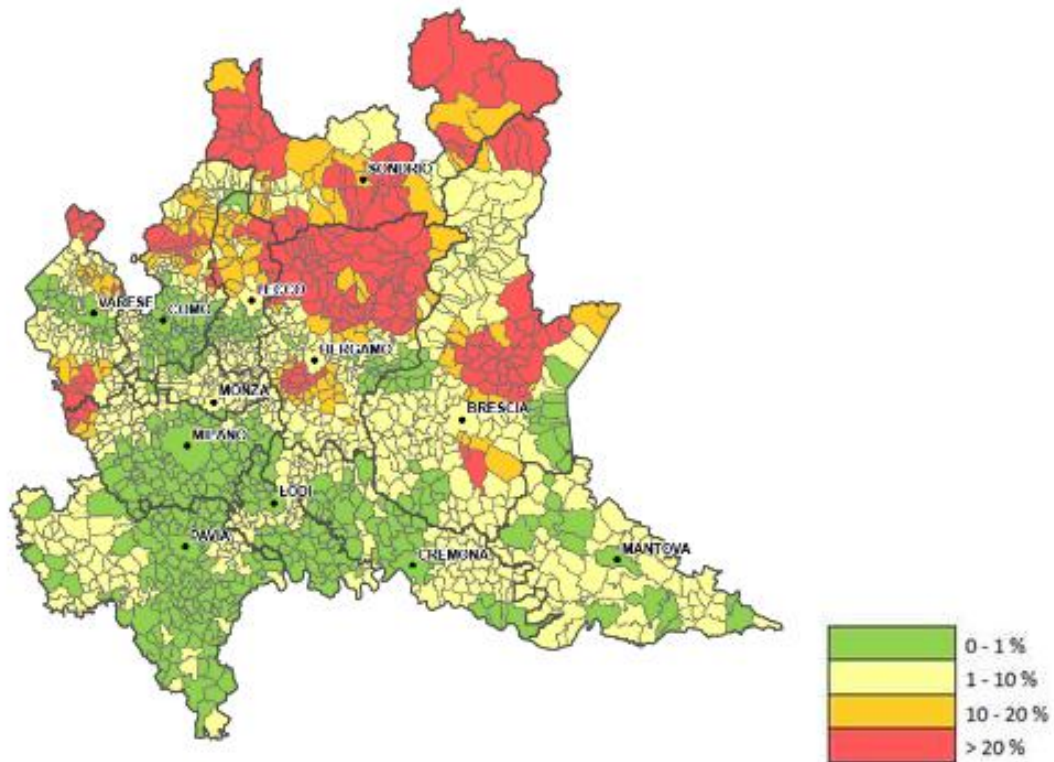 SONDRIO
LECCO
VARESE
COMO
BERGAMO
MONZA
BRESCIA
MILANO
LODI
PAVIA
CREMONA
MANTOVA
0 - 1 %
1 - 10 %
10 - 20 %
> 20 %